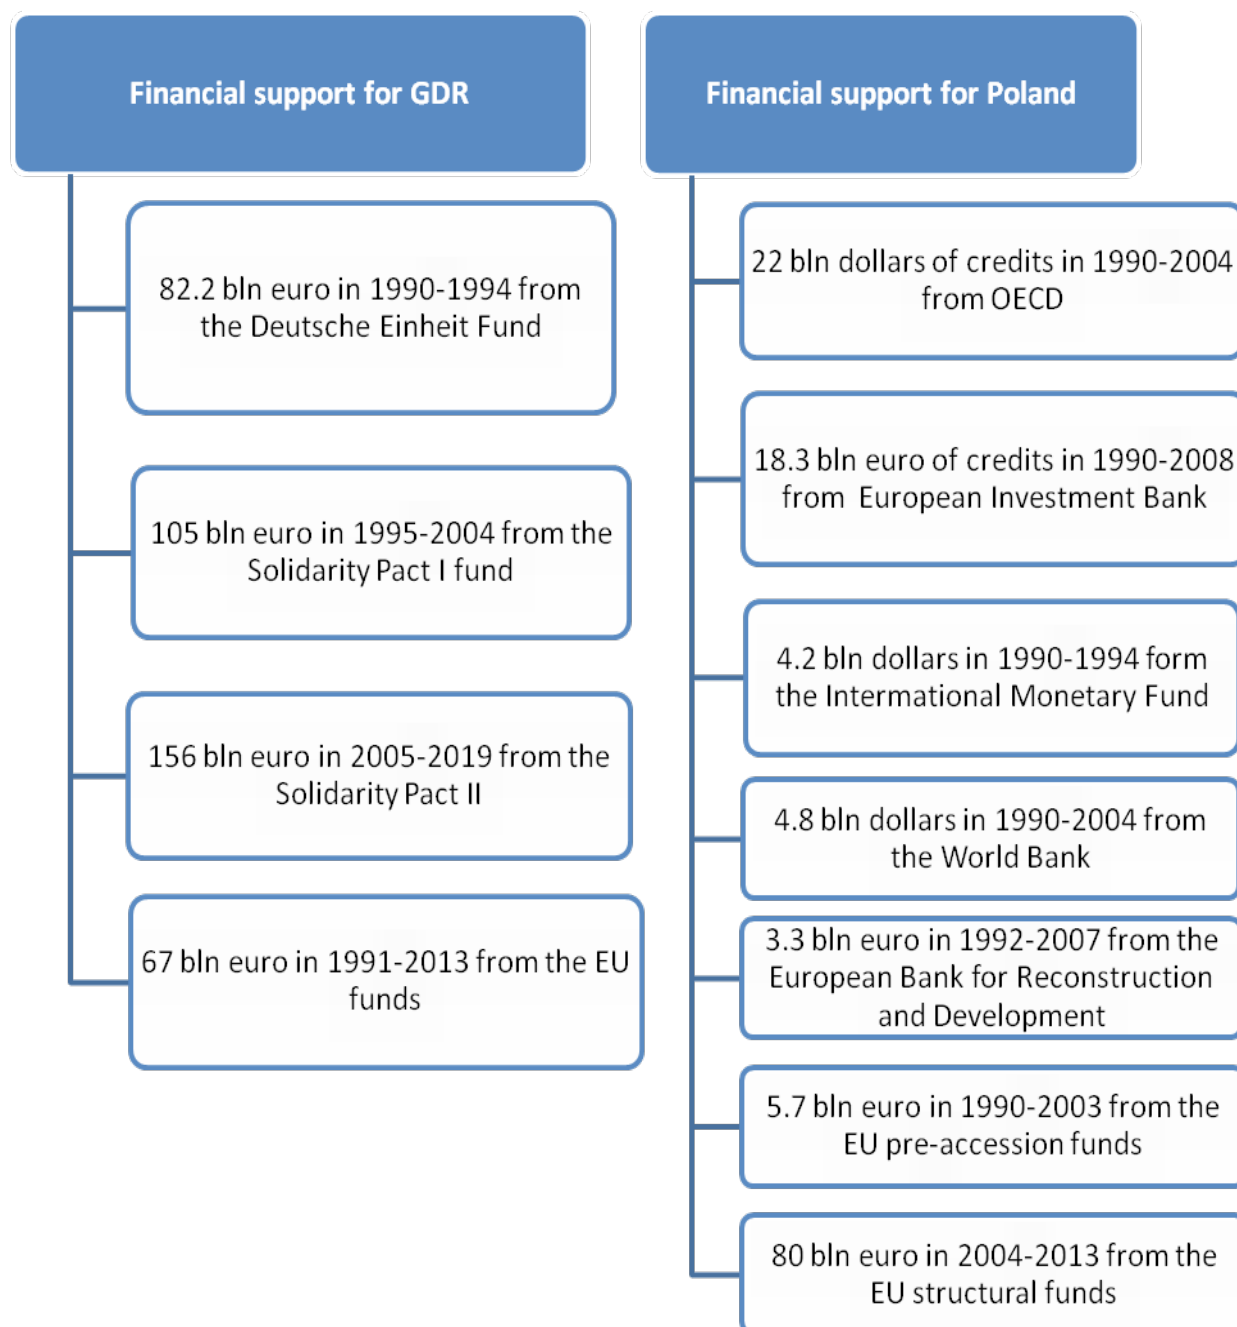 Financial support for GDR
82.2 bln euro in 1990-1994 from
the Deutsche Einheit Fund
105 bln euro in 1995-2004 from the
Solidarity Pact I fund
156 bln euro in 2005-2019 from the
Solidarity Pact II
67 bln euro in 1991-2013 from the EU
funds
Financial support for Poland
22 bln dollars of credits in 1990-2004
from OECD
18.3 bln euro of credits in 1990-2008
from European Investment Bank
4.2 bln dollars in 1990-1994 form
the Intermational Monetary Fund
4.8 bln dollars in 1990-2004 from
the World Bank
3.3 bln euro in 1992-2007 from the
European Bank for Reconstruction
and Development
5.7 bln euro in 1990-2003 from the
EU pre-accession funds
80 bln euro in 2004-2013 from the
EU structural funds